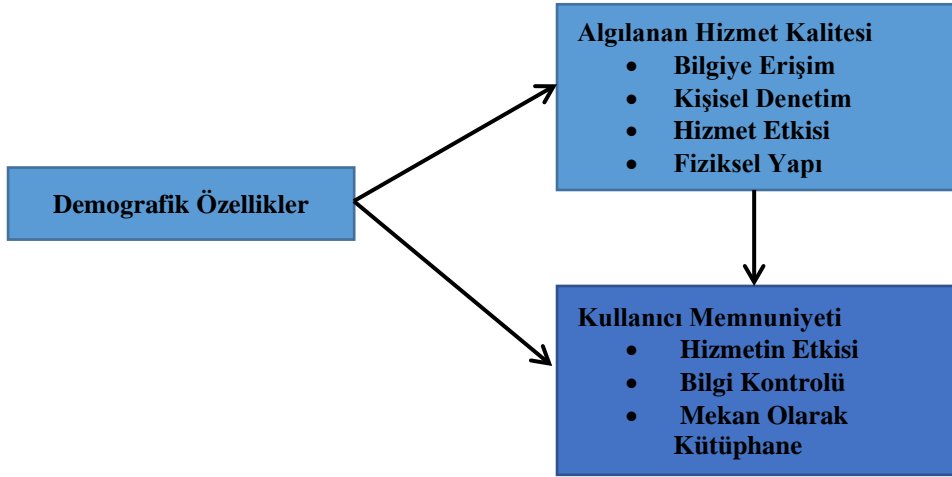 Algılanan Hizmet Kalitesi
• Bilgiye Erişim
• Kişisel Denetim
• Hizmet Etkisi
• Fiziksel Yapı
Demografik Özellikler
Kullanıcı Memnuniyeti
• Hizmetin Etkisi
• Bilgi Kontrolü
• Mekan Olarak
Kütüphane